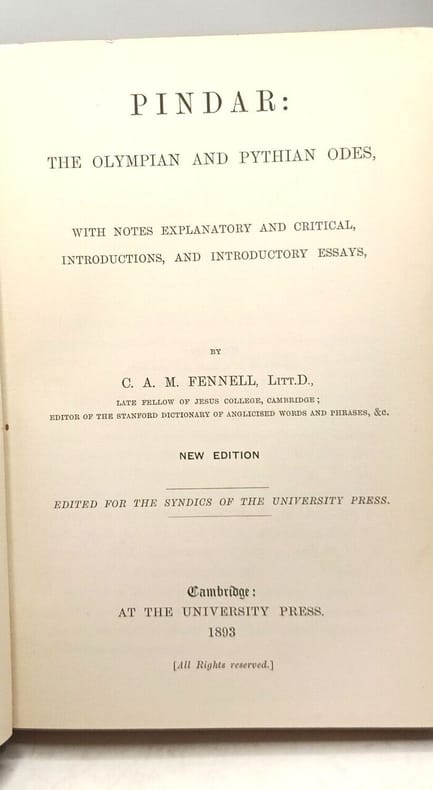 PINDAR:
THE OLYMPIAN AND PYTHIAN ODES,
WITH NOTES EXPLANATORY AND CRITICAL,
INTRODUCTIONS, AND INTRODUCTORY ESSAYS,
BY
C. A. M. FENNELL, LITT.D.,
LATE FELLOW OF JESUS COLLEGE, CAMBRIDGE;
EDITOR OF THE STANFORD DICTIONARY OF ANGLICISED WORDS AND PHRASES, &C.
NEW EDITION
EDITED FOR THE SYNDICS OF THE UNIVERSITY PRESS.
Cambridge:
AT THE UNIVERSITY PRESS.
1893
[All Rights reserved.]